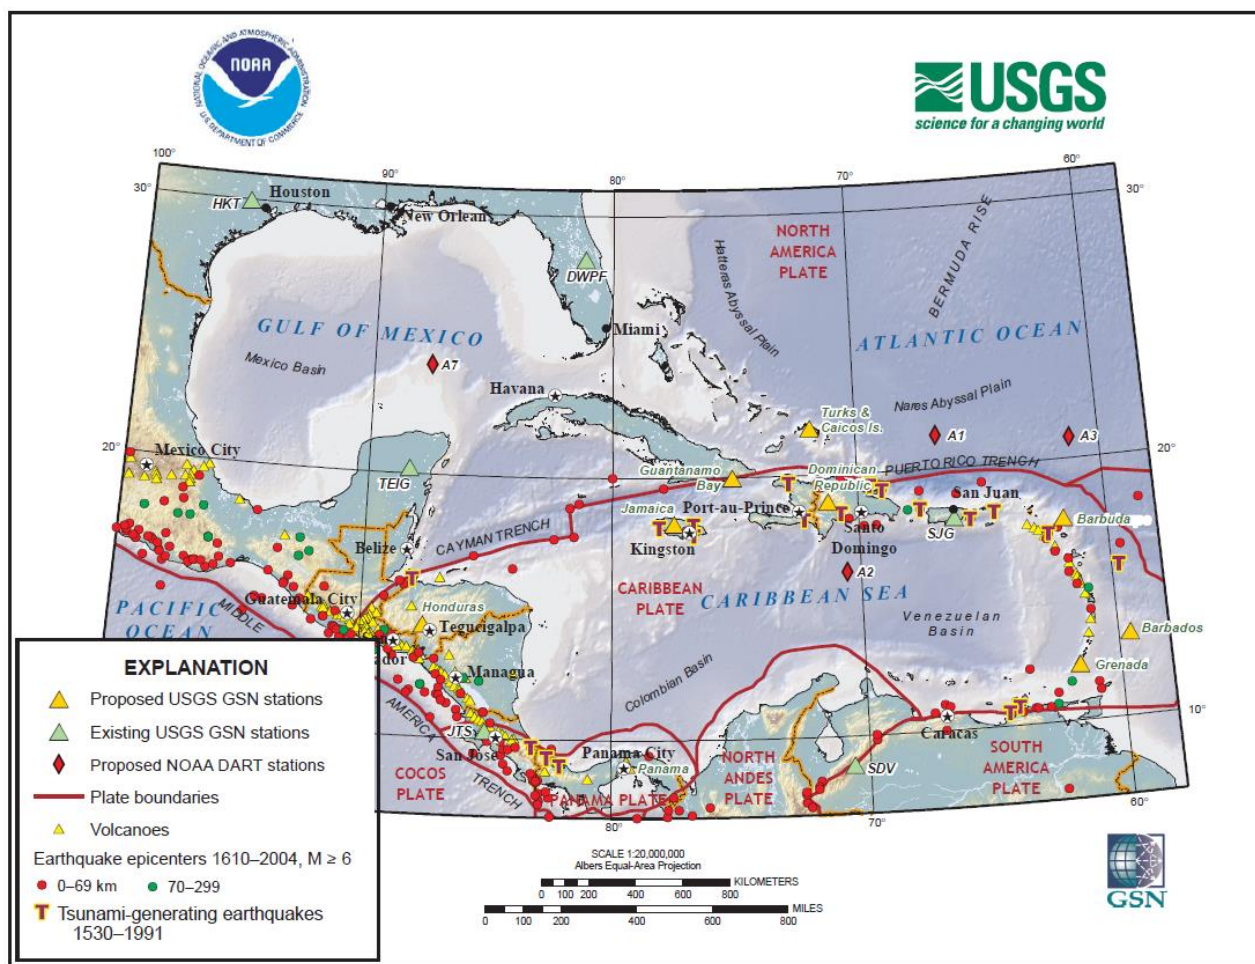 NATIONAL OCEANIC AND ATMOSPHERIC ADMINISTRATION
NOAA
U.S. DEPARTMENT OF COMMERCE
USGS
science for a changing world
100°
90°
80°
70°
60°
30°
30°
HKT
Houston
New Orlean
DWPF
Miami
NORTH
AMERICA
PLATE
Hatteras Abyssal Plain
BERMUDA RISE
GULF OF MEXICO
ATLANTIC OCEAN
Mexico Basin
A7
Havana
Nares Abyssal Plain
Turks &
Caicos Is.
A1
A3
20°
20°
Mexico City
TEIG
Guantanamo
Bay
Dominican
Republic
PUERTO RICO TRENCH
San Juan
Jamaica
Port-au-Prince
Barbuda
CAYMAN TRENCH
Belize
Kingston
Santo
Domingo
SJG
A2
CARIBBEAN
PLATE
CARIBBEAN SEA
Guatemala City
PACIFIC
OCEAN
MIDDLE
AMERICA
TRENCH
Honduras
Tegucigalpa
ador
Managua
Venezuelan
Basin
Barbados
Grenada
Colombian Basin
10°
JTS
San Jose
Panama City
Panama
Caracas
COCOS
PLATE
PANAMA PLATE
NORTH
ANDES
PLATE
SDV
SOUTH
AMERICA
PLATE
80°
70°
60°
EXPLANATION
Proposed USGS GSN stations
Existing USGS GSN stations
Proposed NOAA DART stations
Plate boundaries
Volcanoes
Earthquake epicenters 1610–2004, M ≥ 6
0–69 km 70–299
T Tsunami-generating earthquakes
1530–1991
SCALE 1:20,000,000
Albers Equal-Area Projection
KILOMETERS
0 100 200 400 600 800
MILES
0 100 200 400 600 800
GSN